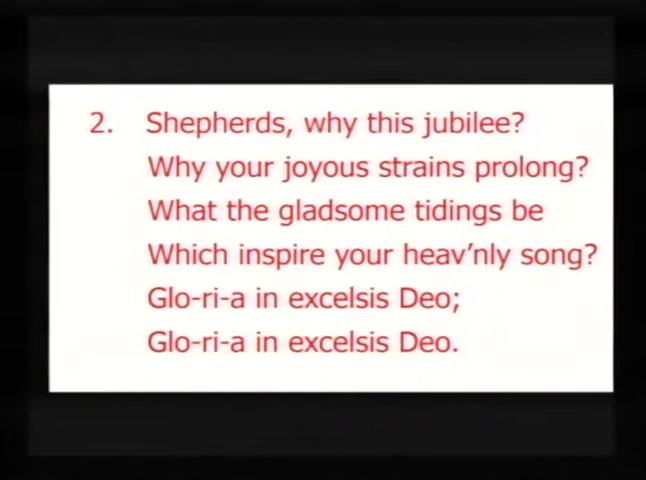 2. Shepherds, why this jubilee?
Why your joyous strains prolong?
What the gladsome tidings be
Which inspire your heav'nly song?
Glo-ri-a in excelsis Deo;
Glo-ri-a in excelsis Deo.